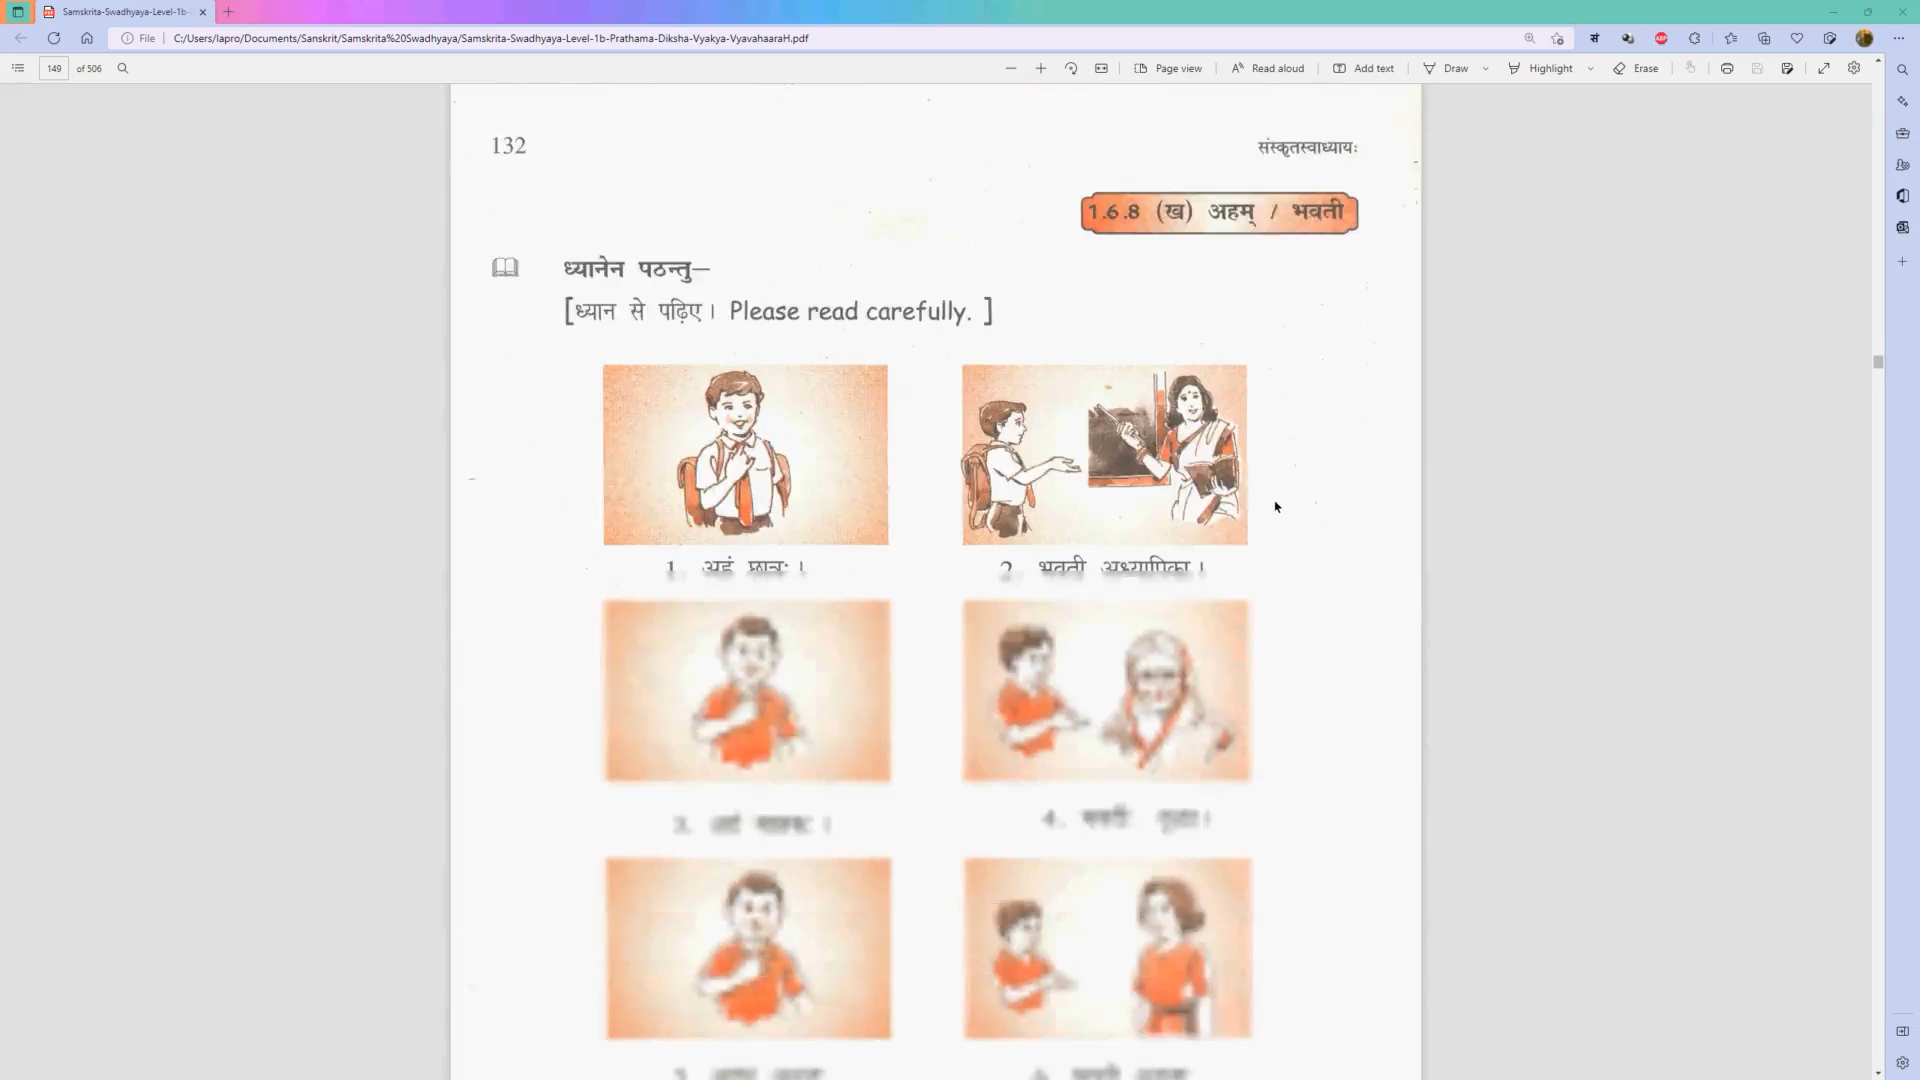 Samskrita-Swadhyaya-Level-1b-
File C:/Users/lapro/Documents/Sanskrit/Samskrita%20Swadhyaya/Samskrita-Swadhyaya-Level-1b-Prathama-Diksha-Vyakya-VyavahaaraH.pdf
149 of 506 Page view Read aloud Add text Draw Highlight Erase
132 संस्कृतस्वाध्यायः
1.6.8 (ख) अहम् / भवती
ध्यानेन पठन्तु—
[ध्यान से पढ़िए। Please read carefully. ]
1. अहं छात्रः । 2. भवती अध्यापिका ।
3. 4.